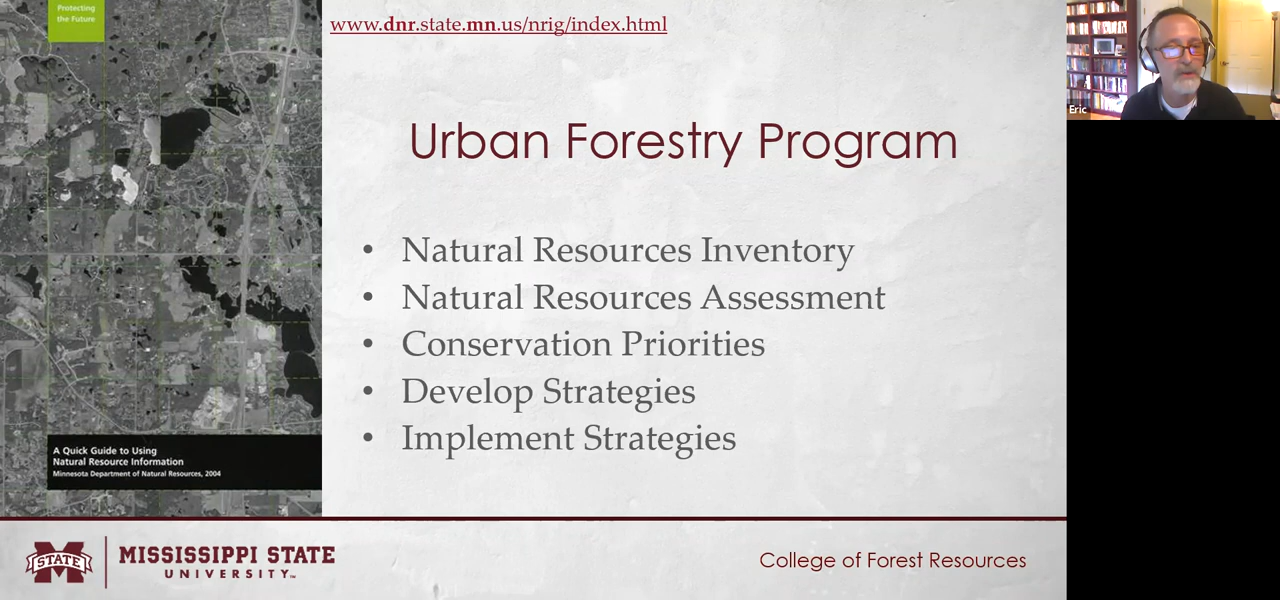 Protecting
the Future
www.dnr.state.mn.us/nrig/index.html
Eric
Urban Forestry Program
• Natural Resources Inventory
• Natural Resources Assessment
• Conservation Priorities
• Develop Strategies
• Implement Strategies
A Quick Guide to Using
Natural Resource Information
Minnesota Department of Natural Resources, 2004
STATE
MISSISSIPPI STATE
UNIVERSITY™
College of Forest Resources